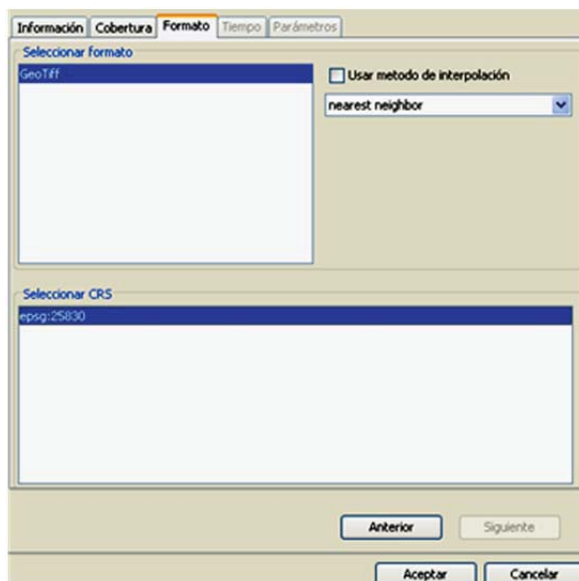 Información Cobertura Formato Tiempo Parámetros
Seleccionar formato
GeoTiff
Usar metodo de interpolación
nearest neighbor
Seleccionar CRS
epsg:25830
Anterior Siguiente
Aceptar Cancelar